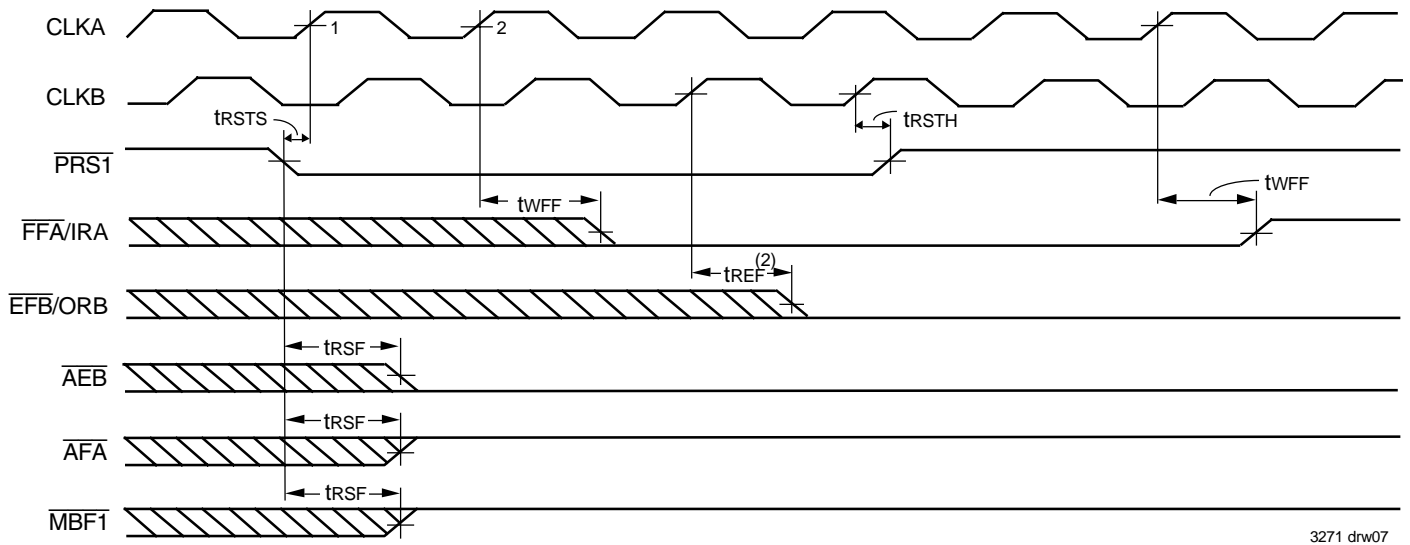 CLKA
1
2
CLKB
tRSTS
tRSTH
PRS1
tWFF
tWFF
FFA/IRA
tREF(2)
EFB/ORB
tRSF
AEB
tRSF
AFA
tRSF
MBF1
3271 drw07